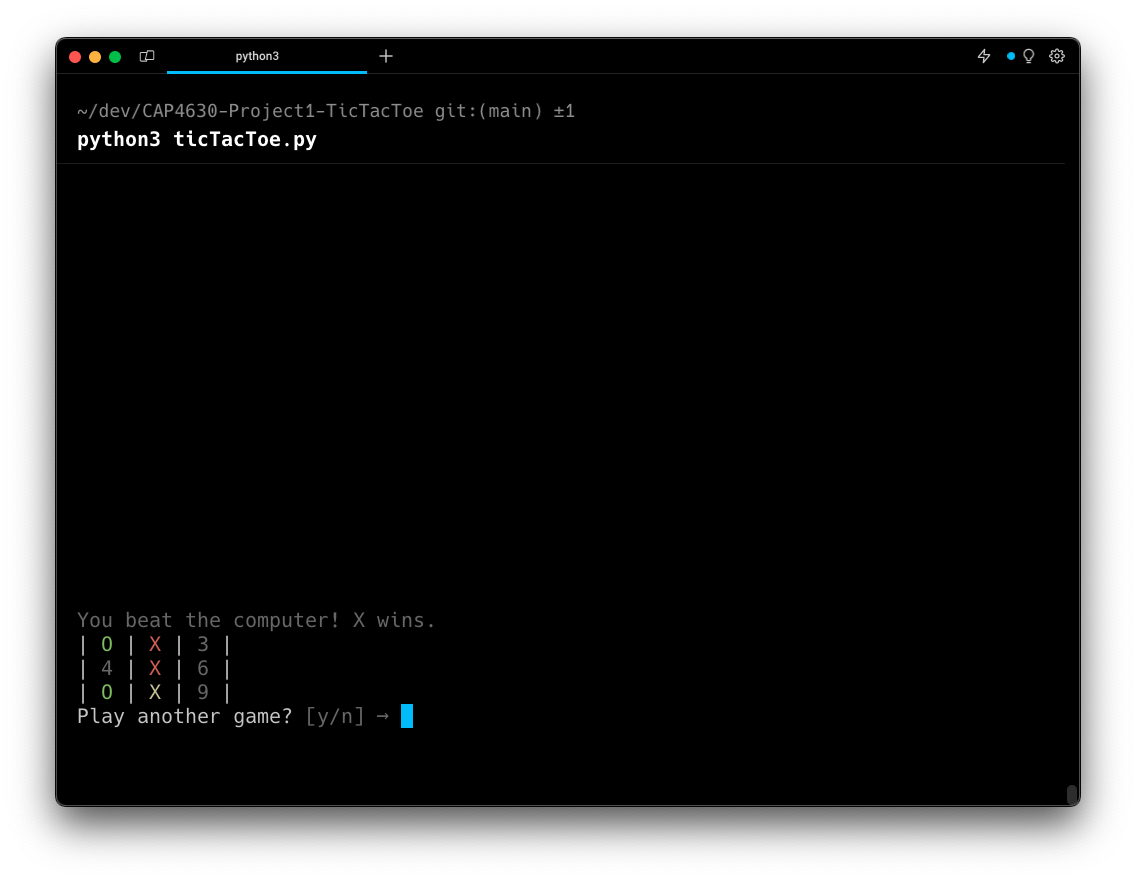 python3
~/dev/CAP4630-Project1-TicTacToe git:(main) ±1
python3 ticTacToe.py
You beat the computer! X wins.
| O | X | 3 |
| 4 | X | 6 |
| O | X | 9 |
Play another game? [y/n] →